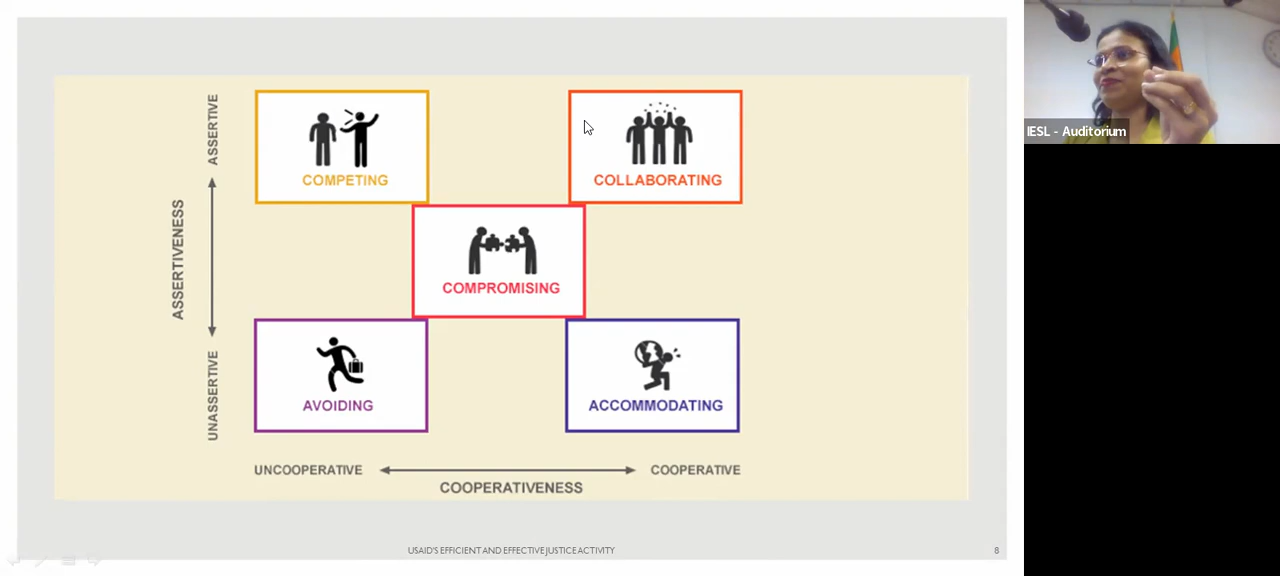 ASSERTIVE
ASSERTIVENESS
UNASSERTIVE
COMPETING
COLLABORATING
COMPROMISING
AVOIDING
ACCOMMODATING
UNCOOPERATIVE
COOPERATIVE
COOPERATIVENESS
USAID'S EFFICIENT AND EFFECTIVE JUSTICE ACTIVITY
8
IESL - Auditorium